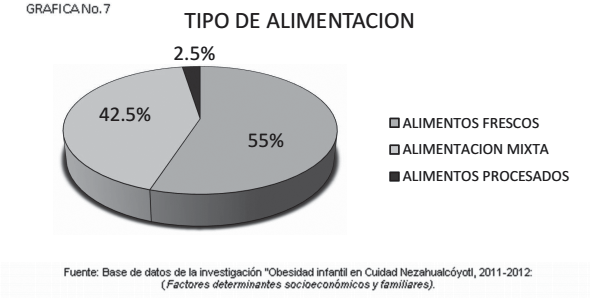 GRAFICA No. 7
TIPO DE ALIMENTACION
2.5%
42.5%
55%
ALIMENTOS FRESCOS
ALIMENTACION MIXTA
ALIMENTOS PROCESADOS
Fuente: Base de datos de la investigación "Obesidad infantil en Cuidad Nezahualcóyotl, 2011-2012:
(Factores determinantes socioeconómicos y familiares).